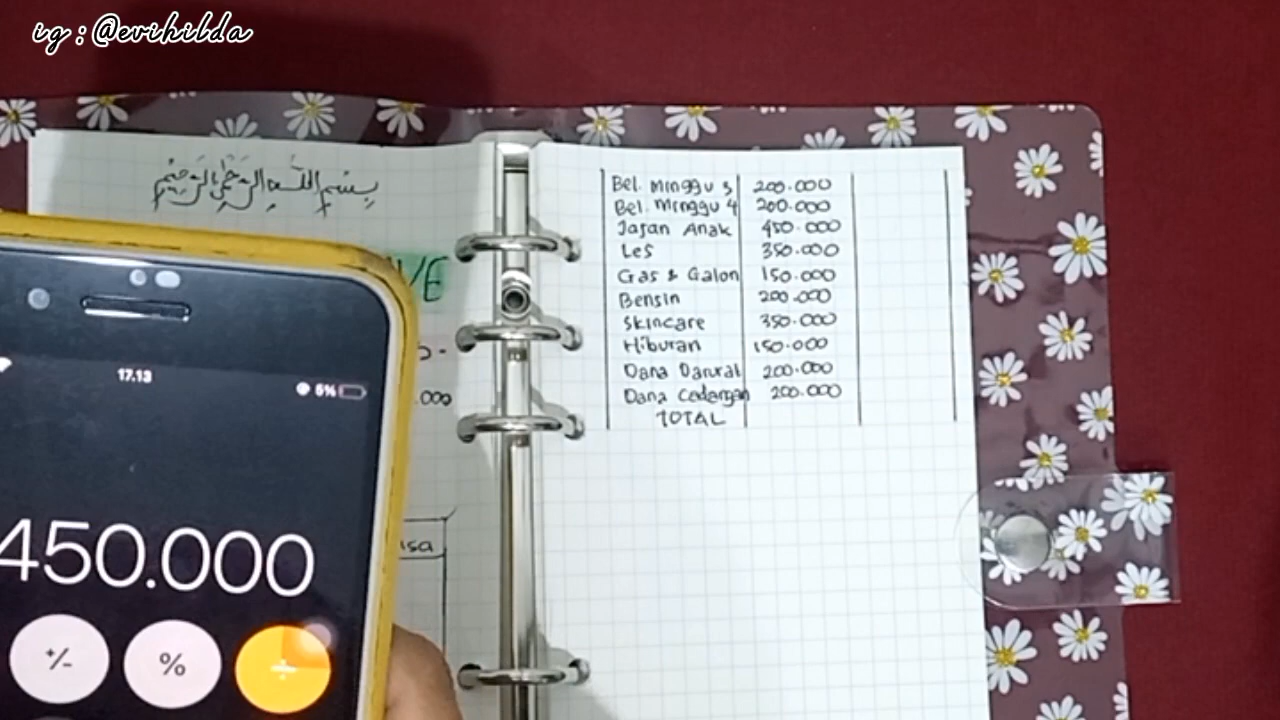 ig : @evihilda
بِسْمِ اللَّهِ الرَّحْمَنِ الرَّحِيمِ
Bel. Minggu 3 200.000
Bel. Minggu 4 200.000
Jajan Anak 450.000
Les 350.000
Gas & Galon 150.000
Bensin 200.000
Skincare 350.000
Hiburan 150.000
Dana Darurat 200.000
Dana Cadangan 200.000
TOTAL
17.13
5%
450.000
+/-
%